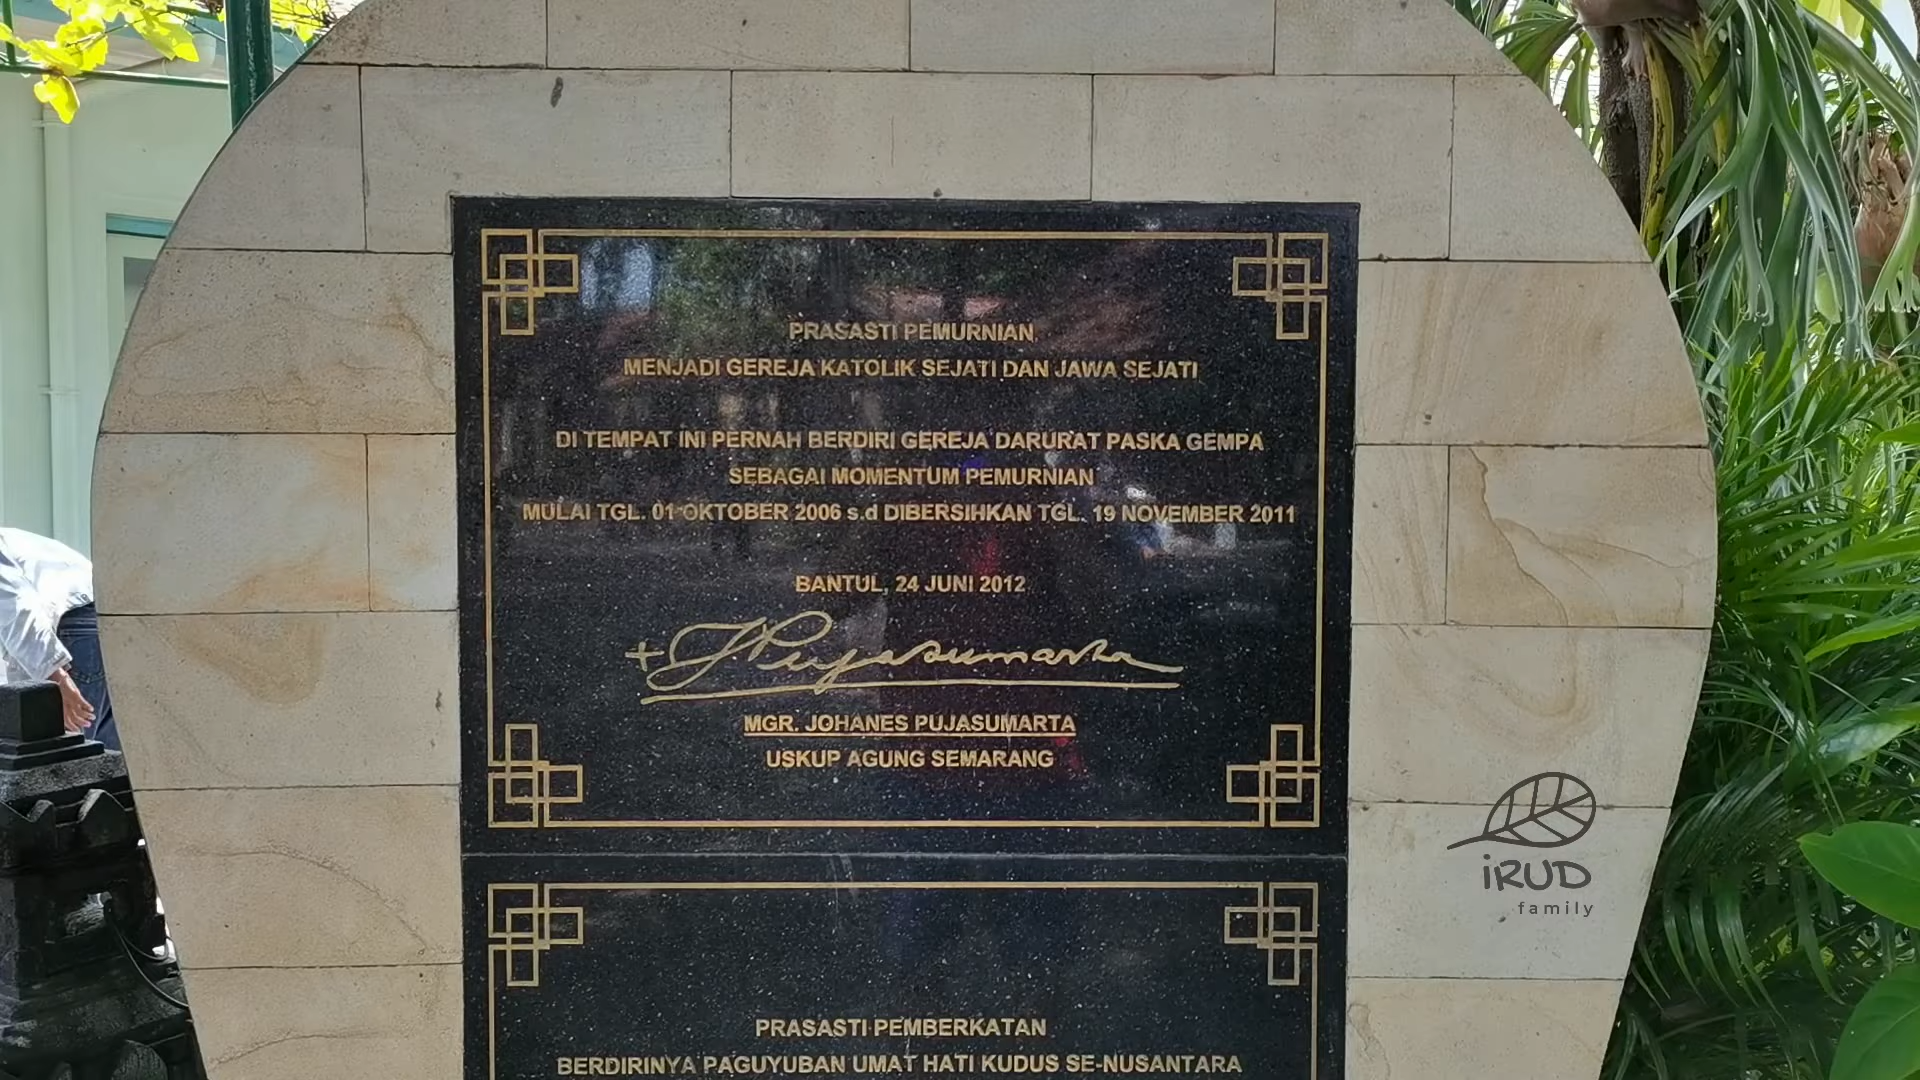 PRASASTI PEMURNIAN,
MENJADI GEREJA KATOLIK SEJATI DAN JAWA SEJATI
DI TEMPAT INI PERNAH BERDIRI GEREJA DARURAT PASKA GEMPA
SEBAGAI MOMENTUM PEMURNIAN
MULAI TGL. 01 OKTOBER 2006 s.d DIBERSIHKAN TGL. 19 NOVEMBER 2011
BANTUL, 24 JUNI 2012
+ J. Pujasumarta
MGR. JOHANES PUJASUMARTA
USKUP AGUNG SEMARANG
PRASASTI PEMBERKATAN
BERDIRINYA PAGUYUBAN UMAT HATI KUDUS SE-NUSANTARA
iRUD
family